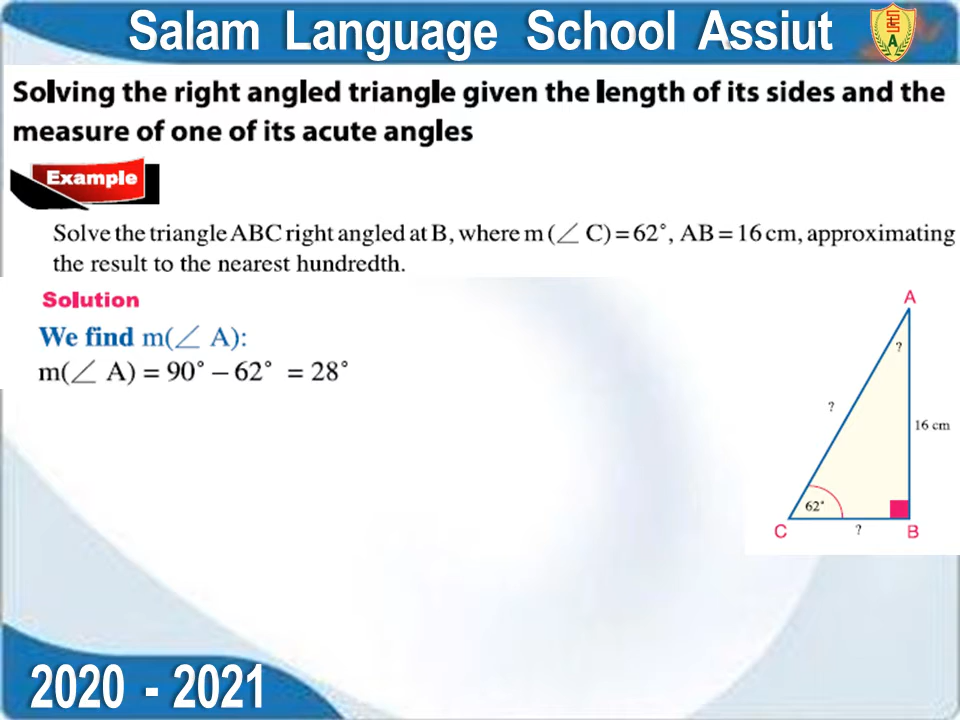 Salam Language School Assiut
Solving the right angled triangle given the length of its sides and the
measure of one of its acute angles
Example
Solve the triangle ABC right angled at B, where m (∠ C) = 62°, AB = 16 cm, approximating
the result to the nearest hundredth.
Solution
We find m(∠ A):
m(∠ A) = 90° – 62° = 28°
A
?
?
16 cm
62°
C
?
B
2020 - 2021